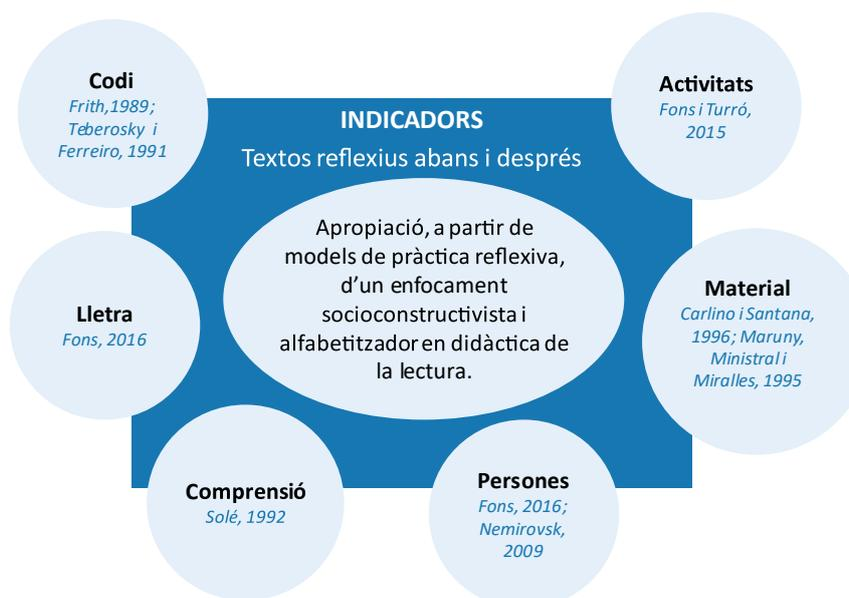 INDICADORS
Textos reflexius abans i després
Apropiació, a partir de
models de pràctica reflexiva,
d’un enfocament
socioconstructivista i
alfabetitzador en didàctica de
la lectura.
Codi
Frith,1989;
Teberosky i
Ferreiro, 1991
Lletra
Fons, 2016
Comprensió
Solé, 1992
Persones
Fons, 2016;
Nemirovsk,
2009
Material
Carlino i Santana,
1996; Maruny,
Ministral i
Miralles, 1995
Activitats
Fons i Turró,
2015